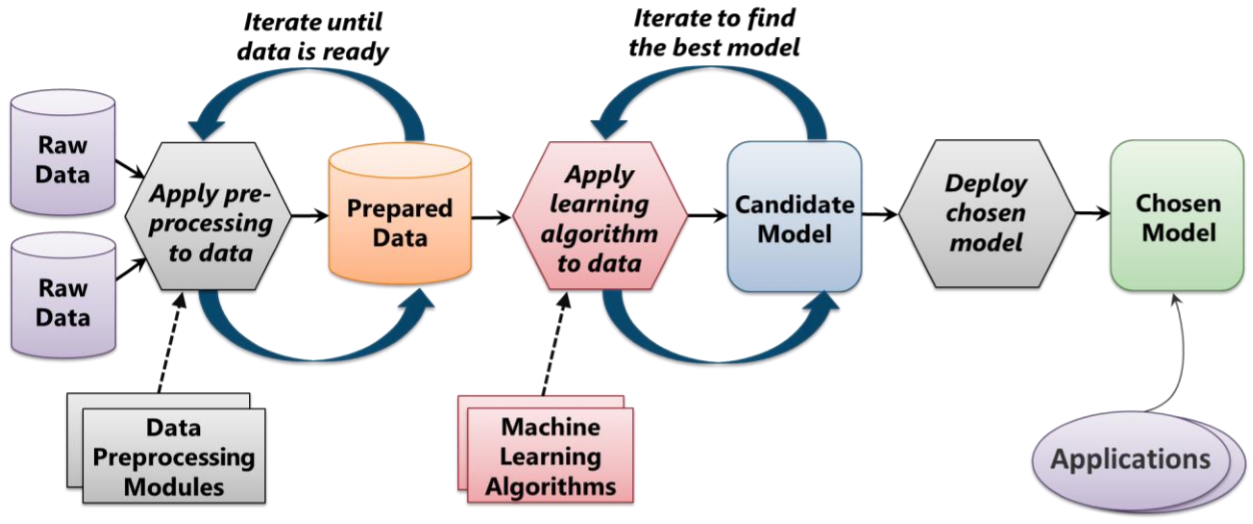 Iterate until
data is ready
Iterate to find
the best model
Raw
Data
Raw
Data
Apply pre-
processing
to data
Prepared
Data
Apply
learning
algorithm
to data
Candidate
Model
Deploy
chosen
model
Chosen
Model
Data
Preprocessing
Modules
Machine
Learning
Algorithms
Applications